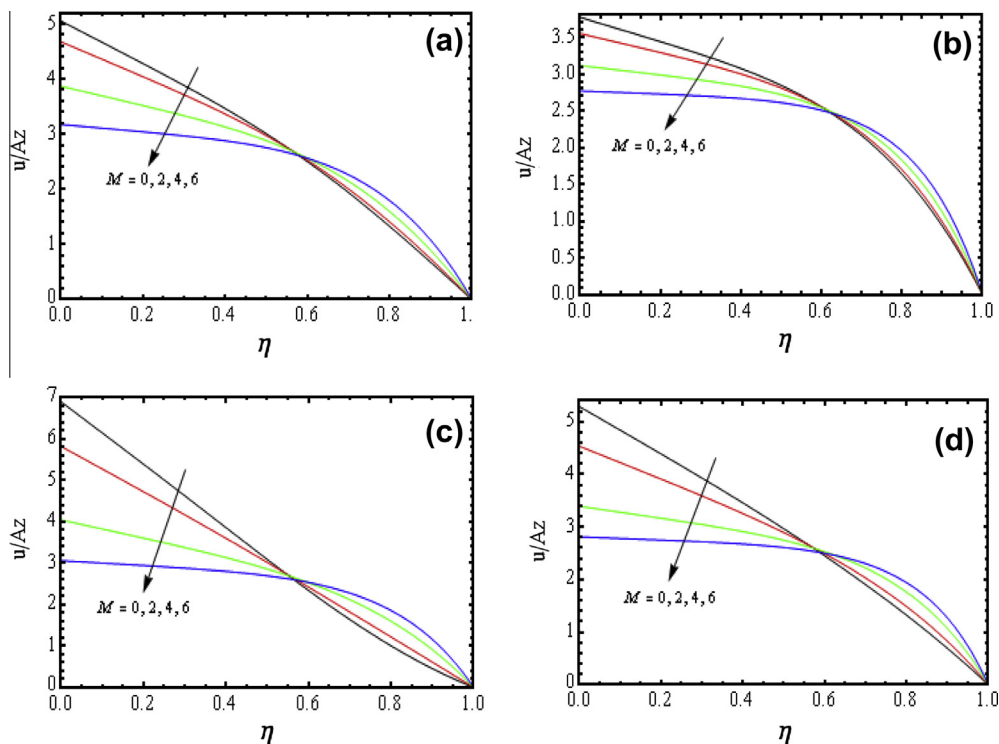 (a)
5
4
3
2
1
0
u/Az
M = 0, 2, 4, 6
0.0 0.2 0.4 0.6 0.8 1.
η
(b)
3.5
3.0
2.5
2.0
1.5
1.0
0.5
0.0
u/Az
M = 0, 2, 4, 6
0.0 0.2 0.4 0.6 0.8 1.0
η
(c)
7
6
5
4
3
2
1
0
u/Az
M = 0, 2, 4, 6
0.0 0.2 0.4 0.6 0.8 1.0
η
(d)
5
4
3
2
1
0
u/Az
M = 0, 2, 4, 6
0.0 0.2 0.4 0.6 0.8 1.0
η